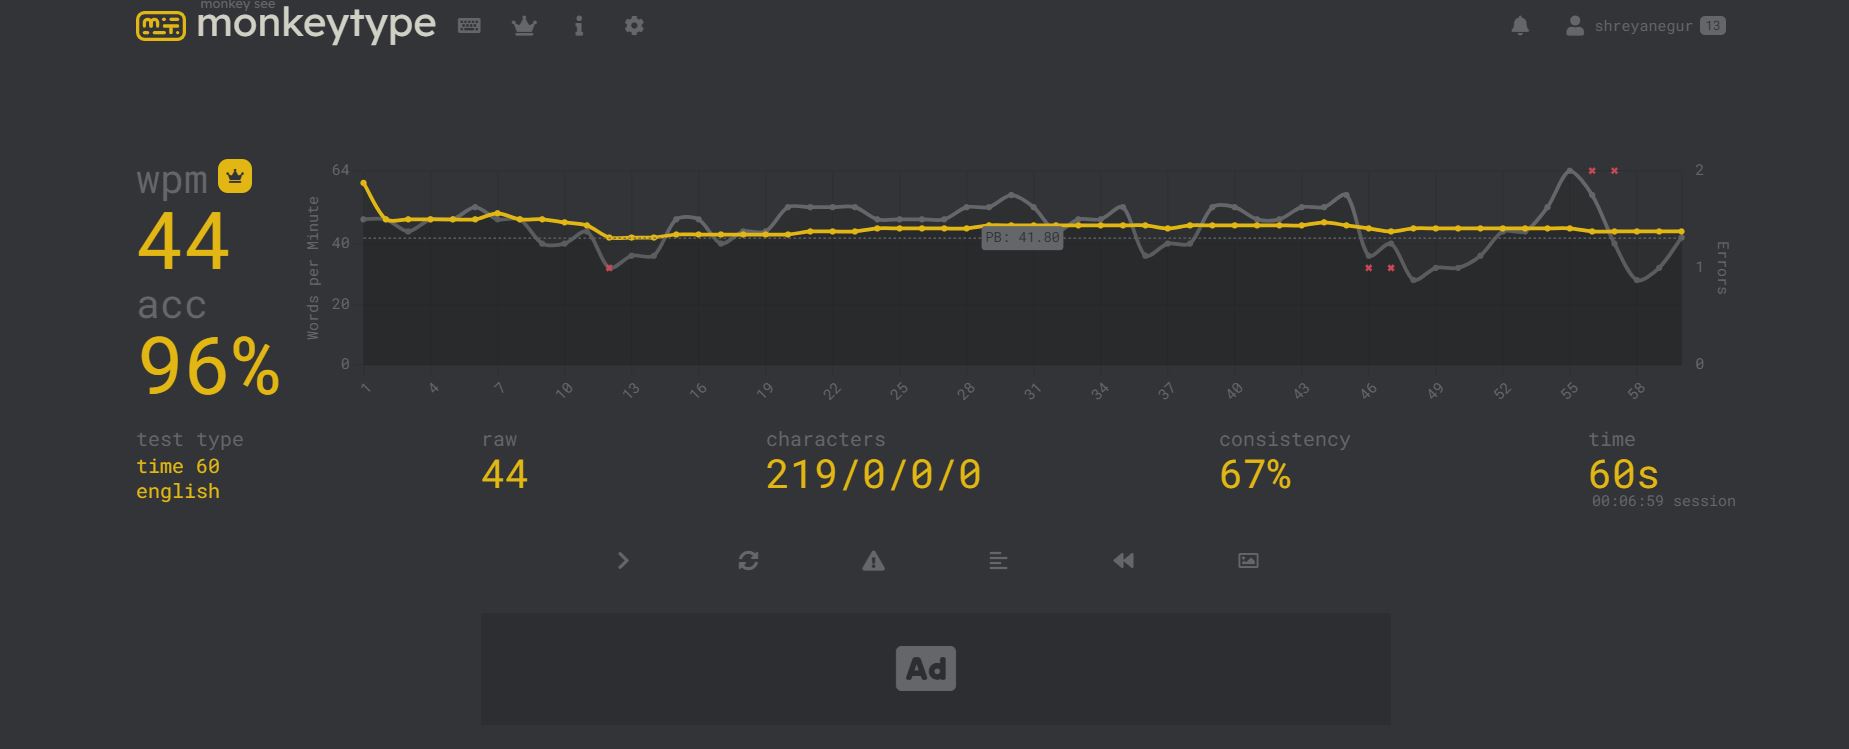 monkey see
monkeytype
shreyanegur 13
wpm
44
acc
96%
Words per Minute
64
40
20
0
PB: 41.80
2
1
0
Errors
1 4 7 10 13 16 19 22 25 28 31 34 37 40 43 46 49 52 55 58
test type
time 60
english
raw
44
characters
219/0/0/0
consistency
67%
time
60s
00:06:59 session
Ad